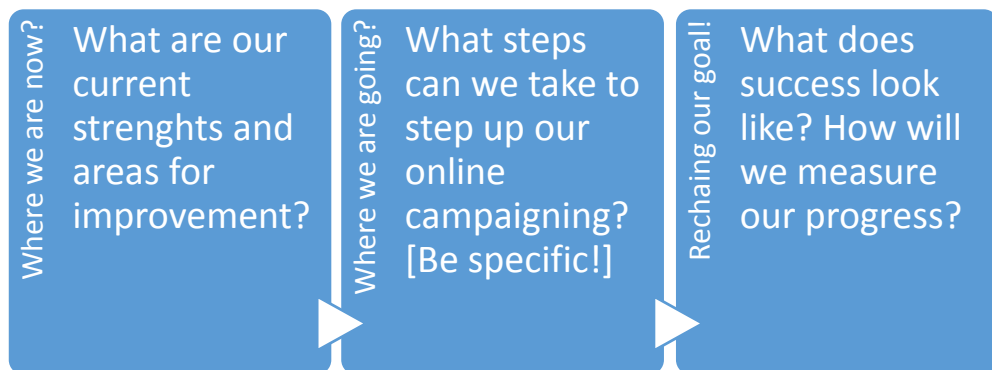 Where we are now?
What are our
current
strenghts and
areas for
improvement?
Where we are going?
What steps
can we take to
step up our
online
campaigning?
[Be specific!]
Rechaing our goal!
What does
success look
like? How will
we measure
our progress?